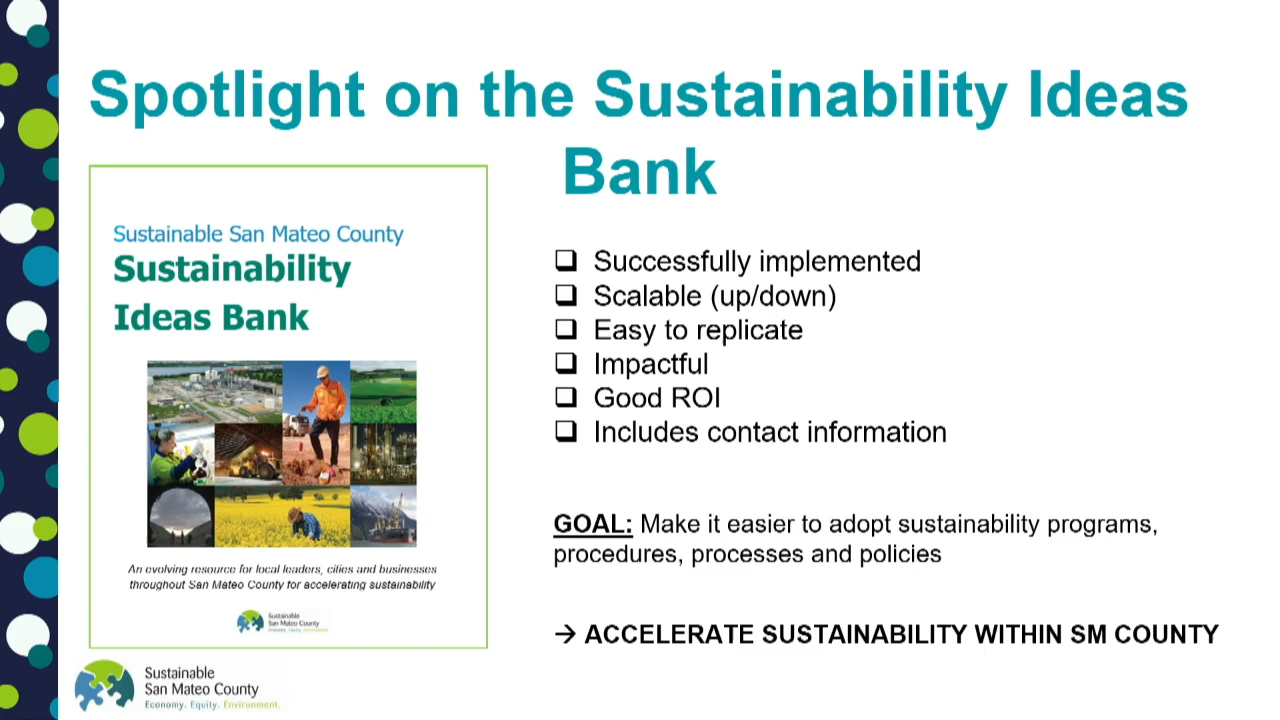 Spotlight on the Sustainability Ideas
Bank
Sustainable San Mateo County
Sustainability
Ideas Bank
An evolving resource for local leaders, cities and businesses
throughout San Mateo County for accelerating sustainability
Sustainable
San Mateo County
Economy. Equity. Environment.
❑ Successfully implemented
❑ Scalable (up/down)
❑ Easy to replicate
❑ Impactful
❑ Good ROI
❑ Includes contact information
GOAL: Make it easier to adopt sustainability programs,
procedures, processes and policies
→ ACCELERATE SUSTAINABILITY WITHIN SM COUNTY
Sustainable
San Mateo County
Economy. Equity. Environment.